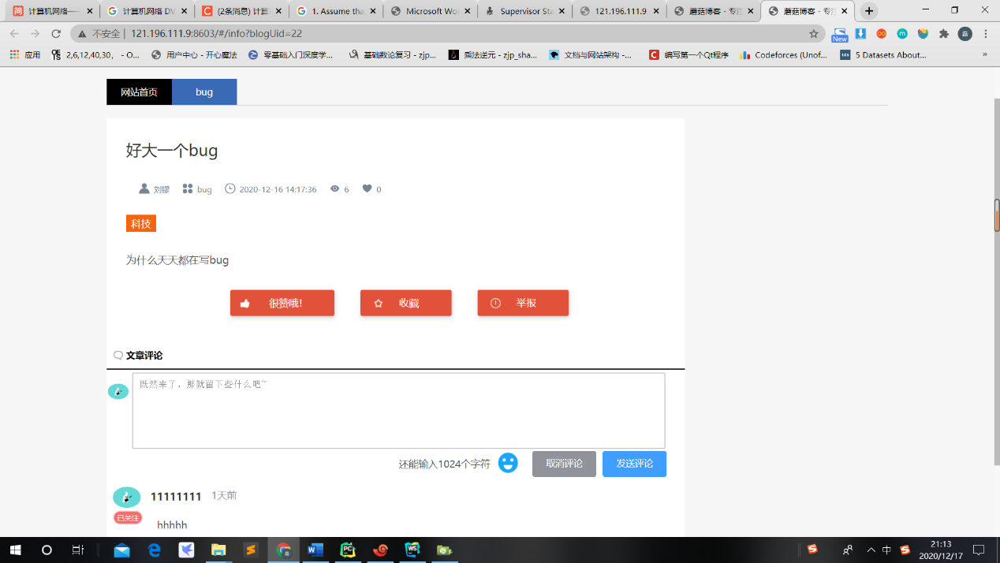 计算机网络——
计算机网络 DV
(2条消息) 计算
1. Assume tha
Microsoft Wo
Supervisor Sta
121.196.111.9
蘑菇博客 - 专注
蘑菇博客 - 专注
不安全 | 121.196.111.9:8603/#/info?blogUid=22
New
应用
2,6,12,40,30, - O...
用户中心 - 开心魔法
零基础入门深度学...
基础数论复习 - zjp...
乘法逆元 - zjp_sha...
文档与网站架构 -...
编写第一个Qt程序
Codeforces (Unof...
5 Datasets About...
»
网站首页
bug
好大一个bug
刘镪
bug
2020-12-16 14:17:36
6
0
科技
为什么天天都在写bug
很赞哦!
收藏
举报
文章评论
既然来了，那就留下些什么吧~
还能输入1024个字符
取消评论
发送评论
11111111
1天前
已关注
hhhhh
中
21:13
2020/12/17